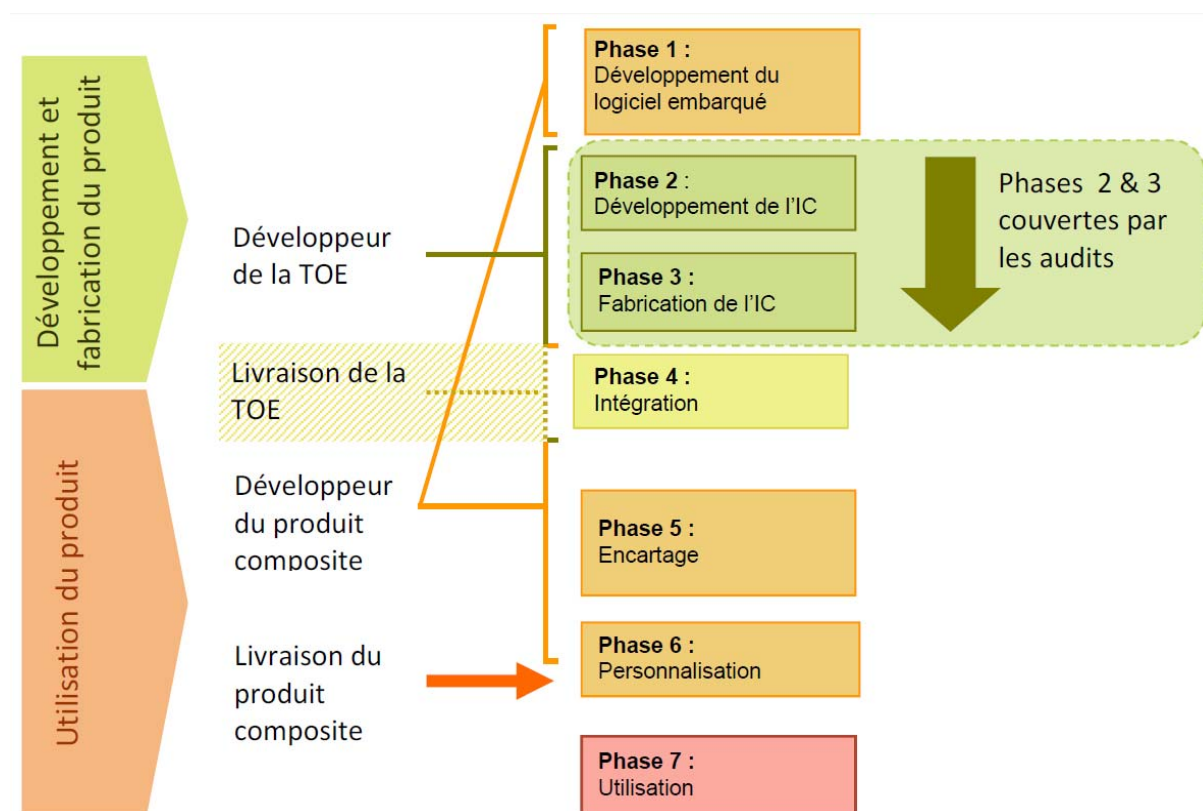 Développement et
fabrication du produit
Utilisation du produit
Développeur
de la TOE
Livraison de la
TOE
Développeur
du produit
composite
Livraison du
produit
composite
Phase 1 :
Développement du
logiciel embarqué
Phase 2 :
Développement de l'IC
Phase 3 :
Fabrication de l'IC
Phases 2 & 3
couvertes par
les audits
Phase 4 :
Intégration
Phase 5 :
Encartage
Phase 6 :
Personnalisation
Phase 7 :
Utilisation